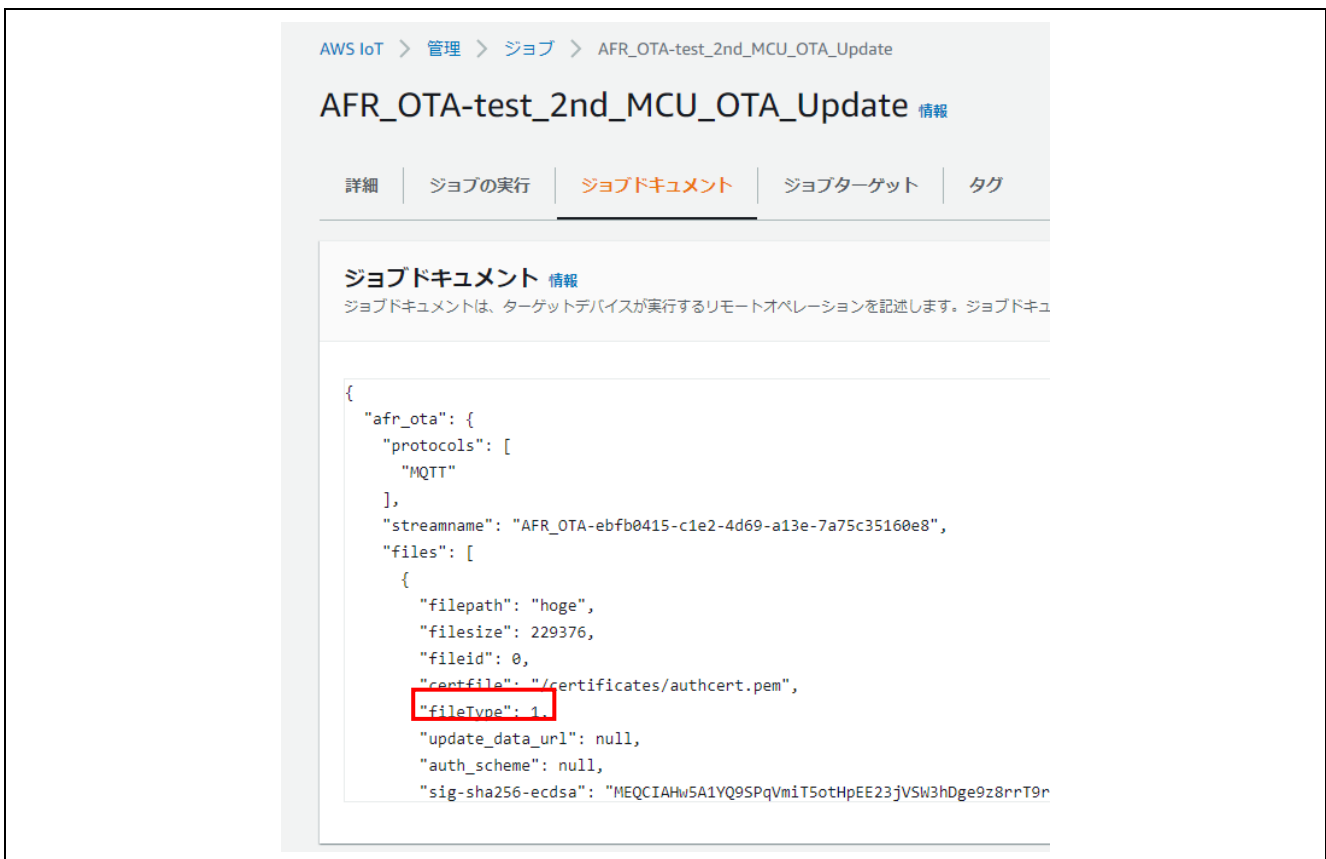 AWS IoT > 管理 > ジョブ > AFR_OTA-test_2nd_MCU_OTA_Update
AFR_OTA-test_2nd_MCU_OTA_Update 情報
詳細 ジョブの実行 ジョブドキュメント ジョブターゲット タグ
ジョブドキュメント 情報
ジョブドキュメントは、ターゲットデバイスが実行するリモートオペレーションを記述します。ジョブドキュ
{
"afr_ota": {
"protocols": [
"MQTT"
],
"streamname": "AFR_OTA-ebfb0415-c1e2-4d69-a13e-7a75c35160e8",
"files": [
{
"filepath": "hoge",
"filesize": 229376,
"fileid": 0,
"certfile": "/certificates/authcert.pem",
"fileType": 1,
"update_data_url": null,
"auth_scheme": null,
"sig-sha256-ecdsa": "MEQCIAHw5A1YQ9SPqVmiT5otHpEE23jVSW3hDge9z8rrT9r